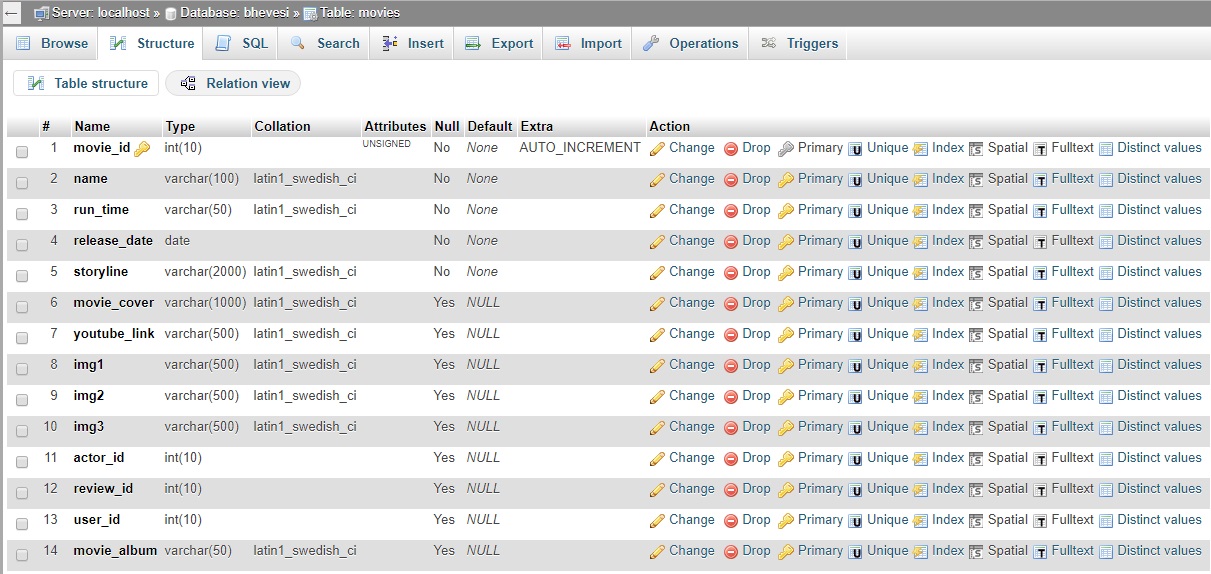 ← Server: localhost » Database: bhevesi » Table: movies
Browse Structure SQL Search Insert Export Import Operations Triggers
Table structure Relation view
# Name Type Collation Attributes Null Default Extra Action
1 movie_id int(10) UNSIGNED No None AUTO_INCREMENT Change Drop Primary Unique Index Spatial Fulltext Distinct values
2 name varchar(100) latin1_swedish_ci No None Change Drop Primary Unique Index Spatial Fulltext Distinct values
3 run_time varchar(50) latin1_swedish_ci No None Change Drop Primary Unique Index Spatial Fulltext Distinct values
4 release_date date No None Change Drop Primary Unique Index Spatial Fulltext Distinct values
5 storyline varchar(2000) latin1_swedish_ci No None Change Drop Primary Unique Index Spatial Fulltext Distinct values
6 movie_cover varchar(1000) latin1_swedish_ci Yes NULL Change Drop Primary Unique Index Spatial Fulltext Distinct values
7 youtube_link varchar(500) latin1_swedish_ci Yes NULL Change Drop Primary Unique Index Spatial Fulltext Distinct values
8 img1 varchar(500) latin1_swedish_ci Yes NULL Change Drop Primary Unique Index Spatial Fulltext Distinct values
9 img2 varchar(500) latin1_swedish_ci Yes NULL Change Drop Primary Unique Index Spatial Fulltext Distinct values
10 img3 varchar(500) latin1_swedish_ci Yes NULL Change Drop Primary Unique Index Spatial Fulltext Distinct values
11 actor_id int(10) Yes NULL Change Drop Primary Unique Index Spatial Fulltext Distinct values
12 review_id int(10) Yes NULL Change Drop Primary Unique Index Spatial Fulltext Distinct values
13 user_id int(10) Yes NULL Change Drop Primary Unique Index Spatial Fulltext Distinct values
14 movie_album varchar(50) latin1_swedish_ci Yes NULL Change Drop Primary Unique Index Spatial Fulltext Distinct values